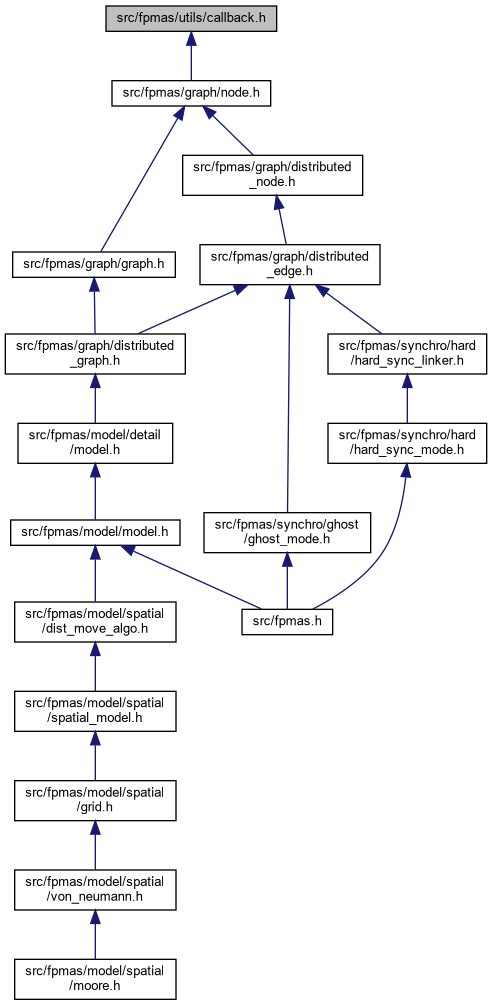 src/fpmas/utils/callback.h
src/fpmas/graph/node.h
src/fpmas/graph/distributed
_node.h
src/fpmas/graph/graph.h
src/fpmas/graph/distributed
_edge.h
src/fpmas/graph/distributed
_graph.h
src/fpmas/synchro/hard
/hard_sync_linker.h
src/fpmas/model/detail
/model.h
src/fpmas/synchro/hard
/hard_sync_mode.h
src/fpmas/model/model.h
src/fpmas/synchro/ghost
/ghost_mode.h
src/fpmas/model/spatial
/dist_move_algo.h
src/fpmas.h
src/fpmas/model/spatial
/spatial_model.h
src/fpmas/model/spatial
/grid.h
src/fpmas/model/spatial
/von_neumann.h
src/fpmas/model/spatial
/moore.h